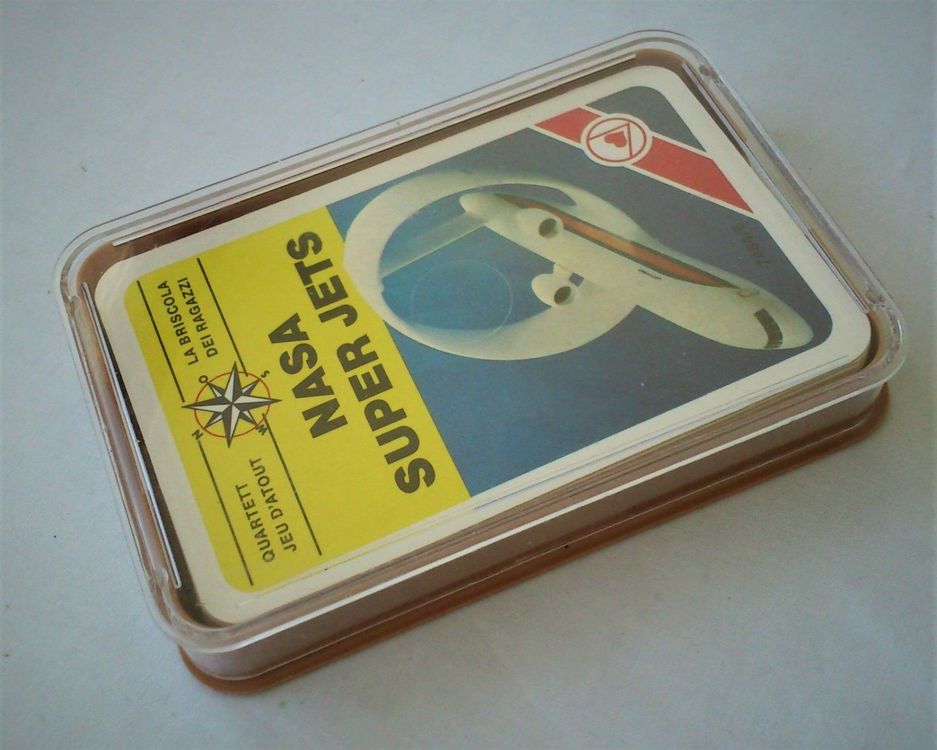 NASA
SUPER JETS
LA BRISCOLA
DEI RAGAZZI
QUARTETT
JEU D'ATOUT
N
O
S
W